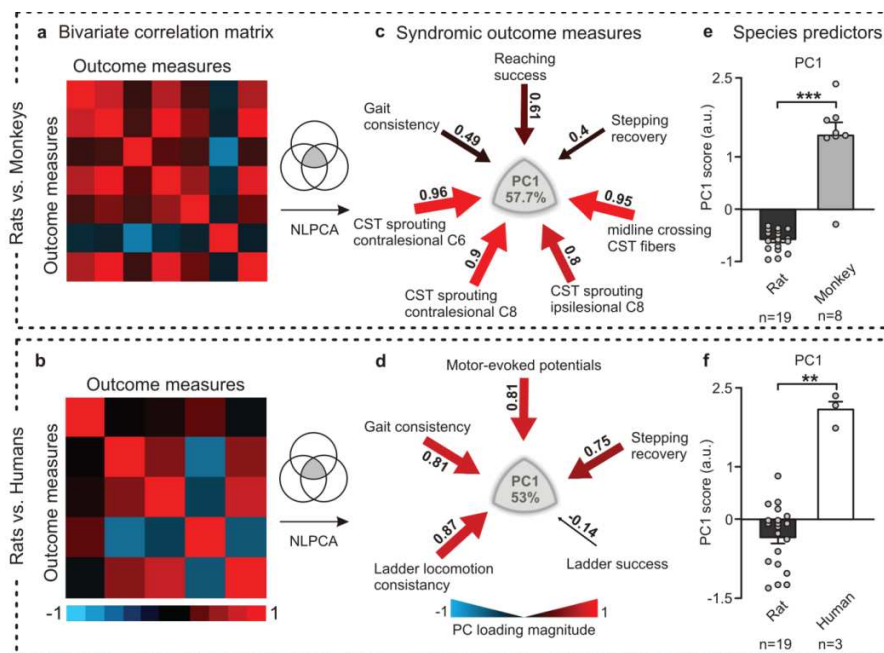 Rats vs. Monkeys
a Bivariate correlation matrix
Outcome measures
Outcome measures
NLPCA
c Syndromic outcome measures
Reaching
success
Gait
consistency
Stepping
recovery
0.49
0.61
0.4
PC1
57.7%
0.96
0.95
CST sprouting
contralesional C6
midline crossing
CST fibers
0.9
0.8
CST sprouting
contralesional C8
CST sprouting
ipsilesional C8
e Species predictors
PC1
2.5
***
1
0
-1
PC1 score (a.u.)
Rat
Monkey
n=19
n=8
Rats vs. Humans
b
Outcome measures
Outcome measures
NLPCA
-1
1
d
Motor-evoked potentials
0.81
Gait consistency
0.81
0.75
Stepping
recovery
PC1
53%
0.87
-0.14
Ladder locomotion
consistancy
Ladder success
-1
1
PC loading magnitude
f
PC1
2.5
**
1
0
-1.5
PC1 score (a.u.)
Rat
Human
n=19
n=3